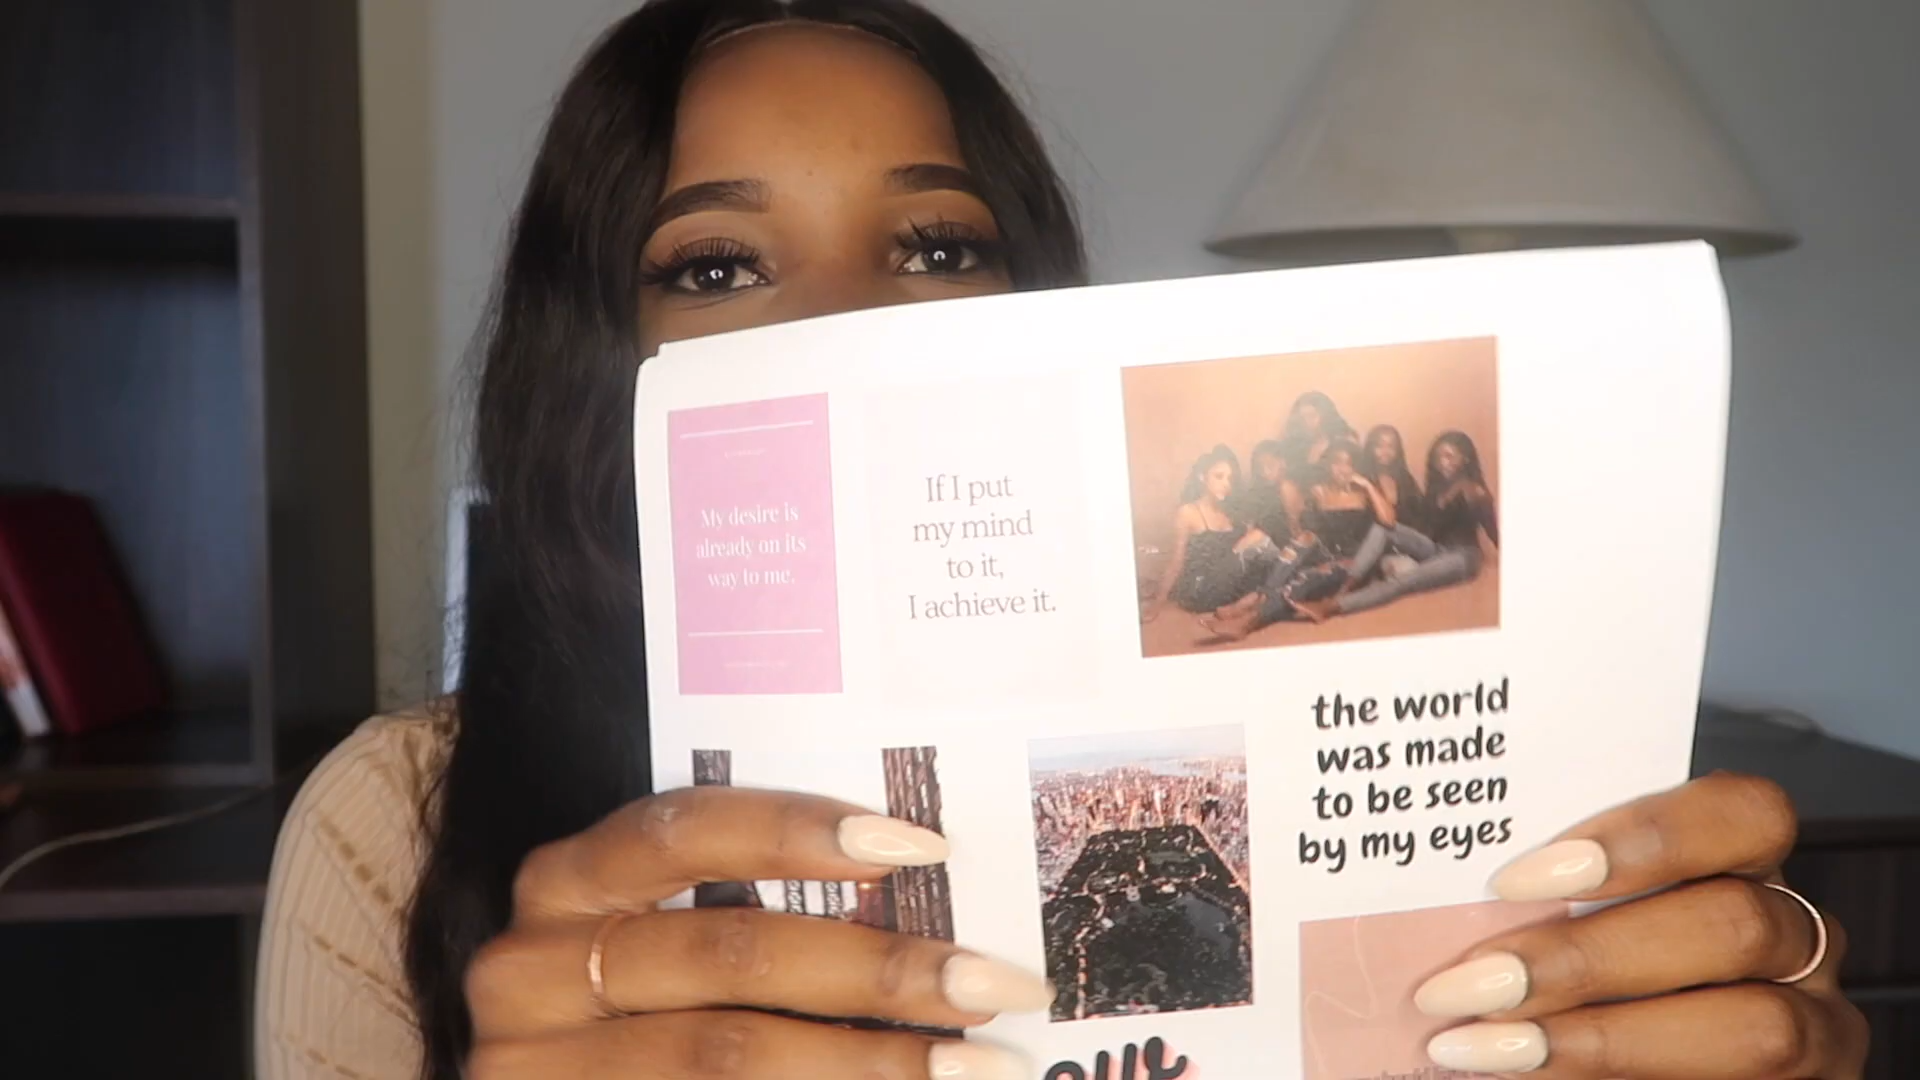 My desire is
already on its
way to me.
If I put
my mind
to it,
I achieve it.
the world
was made
to be seen
by my eyes